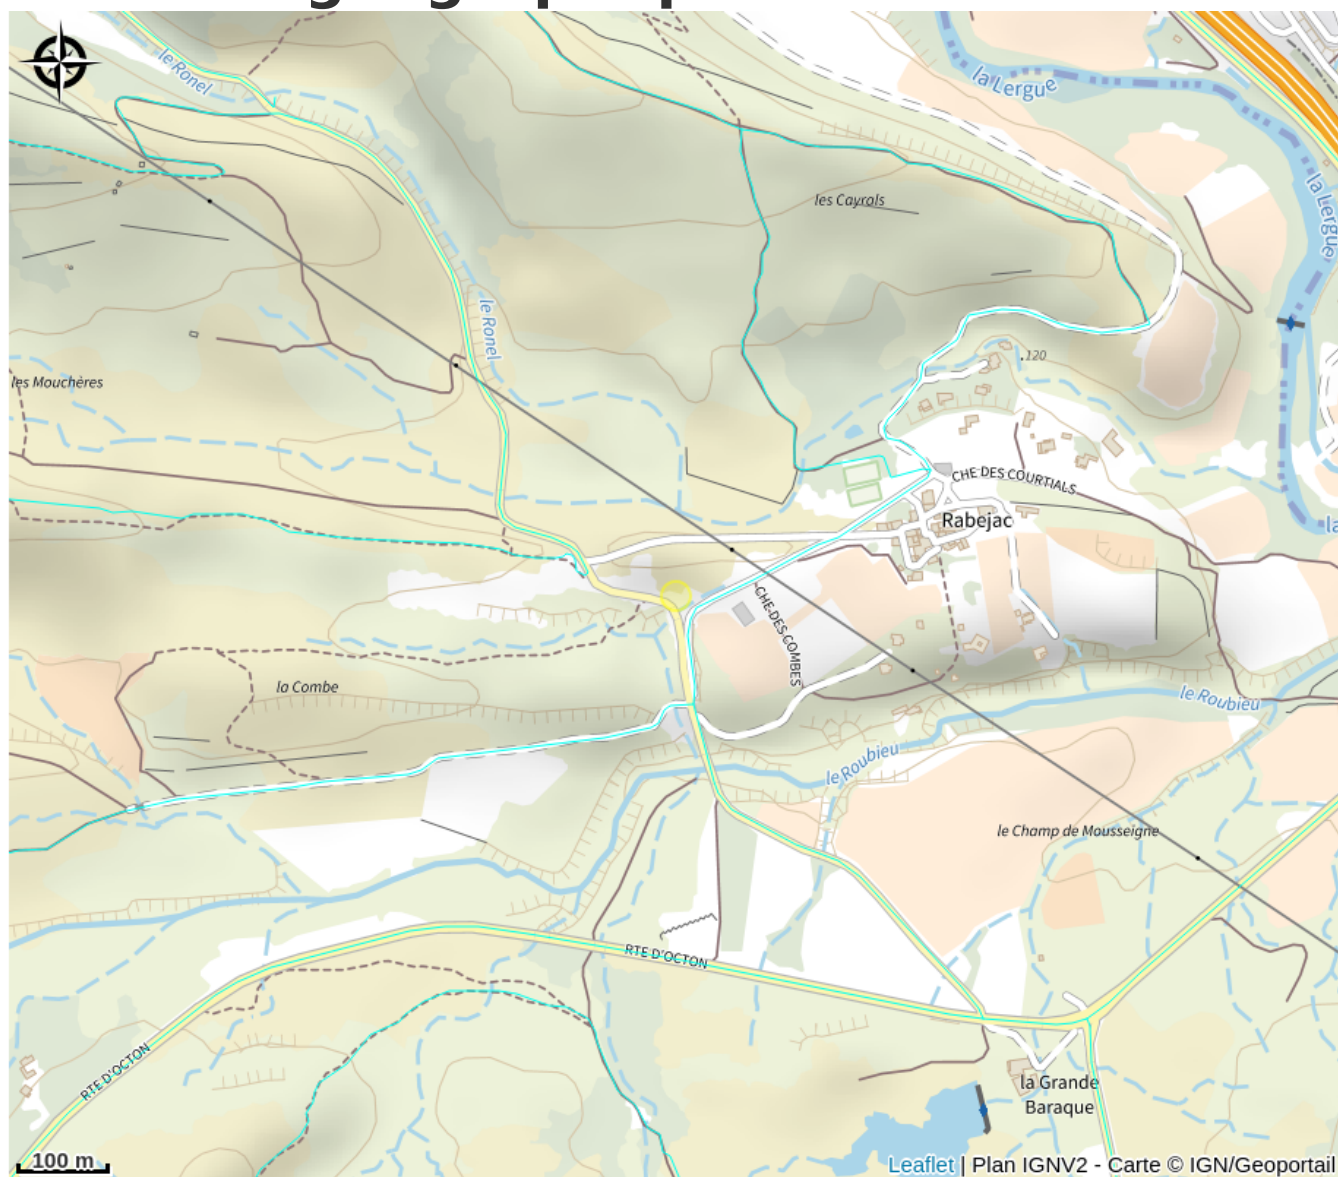 le Ronel
la Lergue
la Lergue
les Cayrols
le Ronel
120
les Mouchères
CHE DES COURTIALS
Rabejac
la
CHE DES COMBES
la Combe
le Roubieu
le Roubieu
le Champ de Mousseigne
RTE D'OCTON
RTE D'OCTON
la Grande
Baraque
100 m
Leaflet | Plan IGNV2 - Carte © IGN/Geoportail